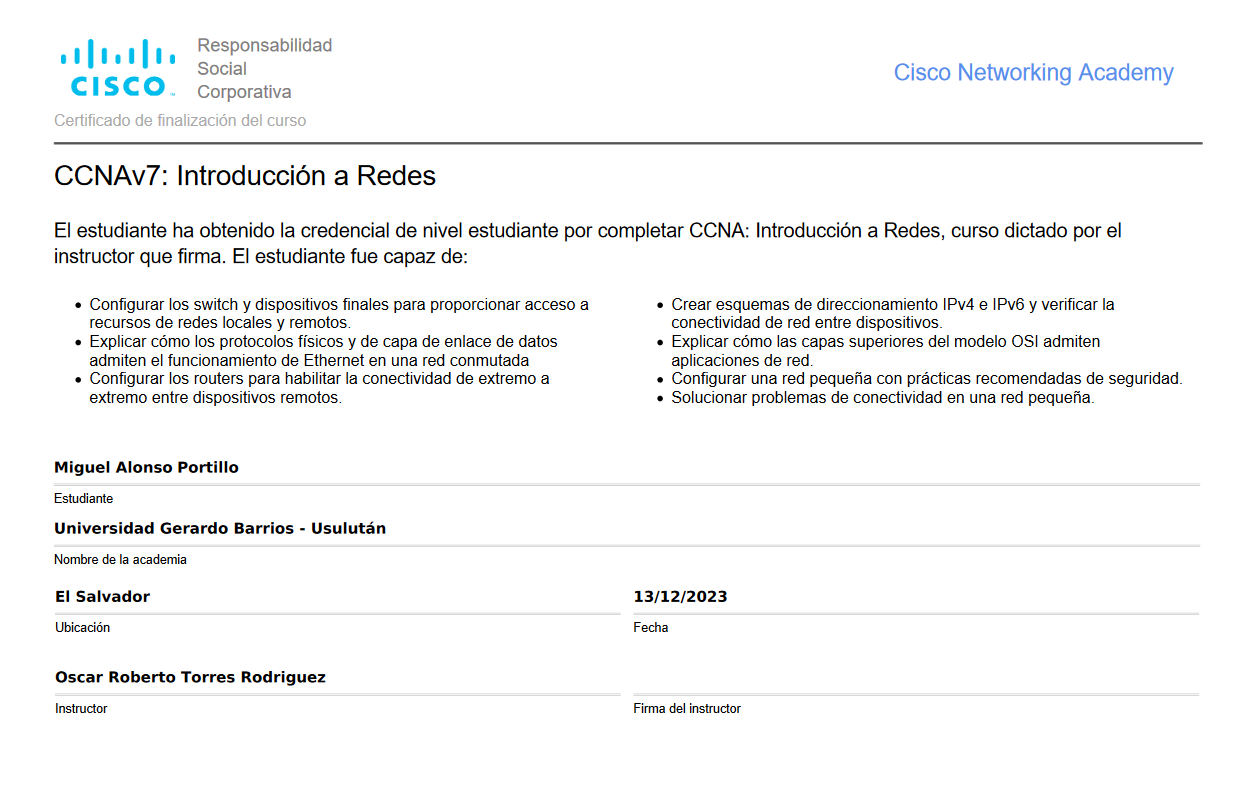 CISCO
Responsabilidad
Social
Corporativa
Cisco Networking Academy
Certificado de finalización del curso
CCNAv7: Introducción a Redes
El estudiante ha obtenido la credencial de nivel estudiante por completar CCNA: Introducción a Redes, curso dictado por el
instructor que firma. El estudiante fue capaz de:
• Configurar los switch y dispositivos finales para proporcionar acceso a
recursos de redes locales y remotos.
• Explicar cómo los protocolos físicos y de capa de enlace de datos
admiten el funcionamiento de Ethernet en una red conmutada
• Configurar los routers para habilitar la conectividad de extremo a
extremo entre dispositivos remotos.
• Crear esquemas de direccionamiento IPv4 e IPv6 y verificar la
conectividad de red entre dispositivos.
• Explicar cómo las capas superiores del modelo OSI admiten
aplicaciones de red.
• Configurar una red pequeña con prácticas recomendadas de seguridad.
• Solucionar problemas de conectividad en una red pequeña.
Miguel Alonso Portillo
Estudiante
Universidad Gerardo Barrios - Usulután
Nombre de la academia
El Salvador
Ubicación
13/12/2023
Fecha
Oscar Roberto Torres Rodriguez
Instructor
Firma del instructor